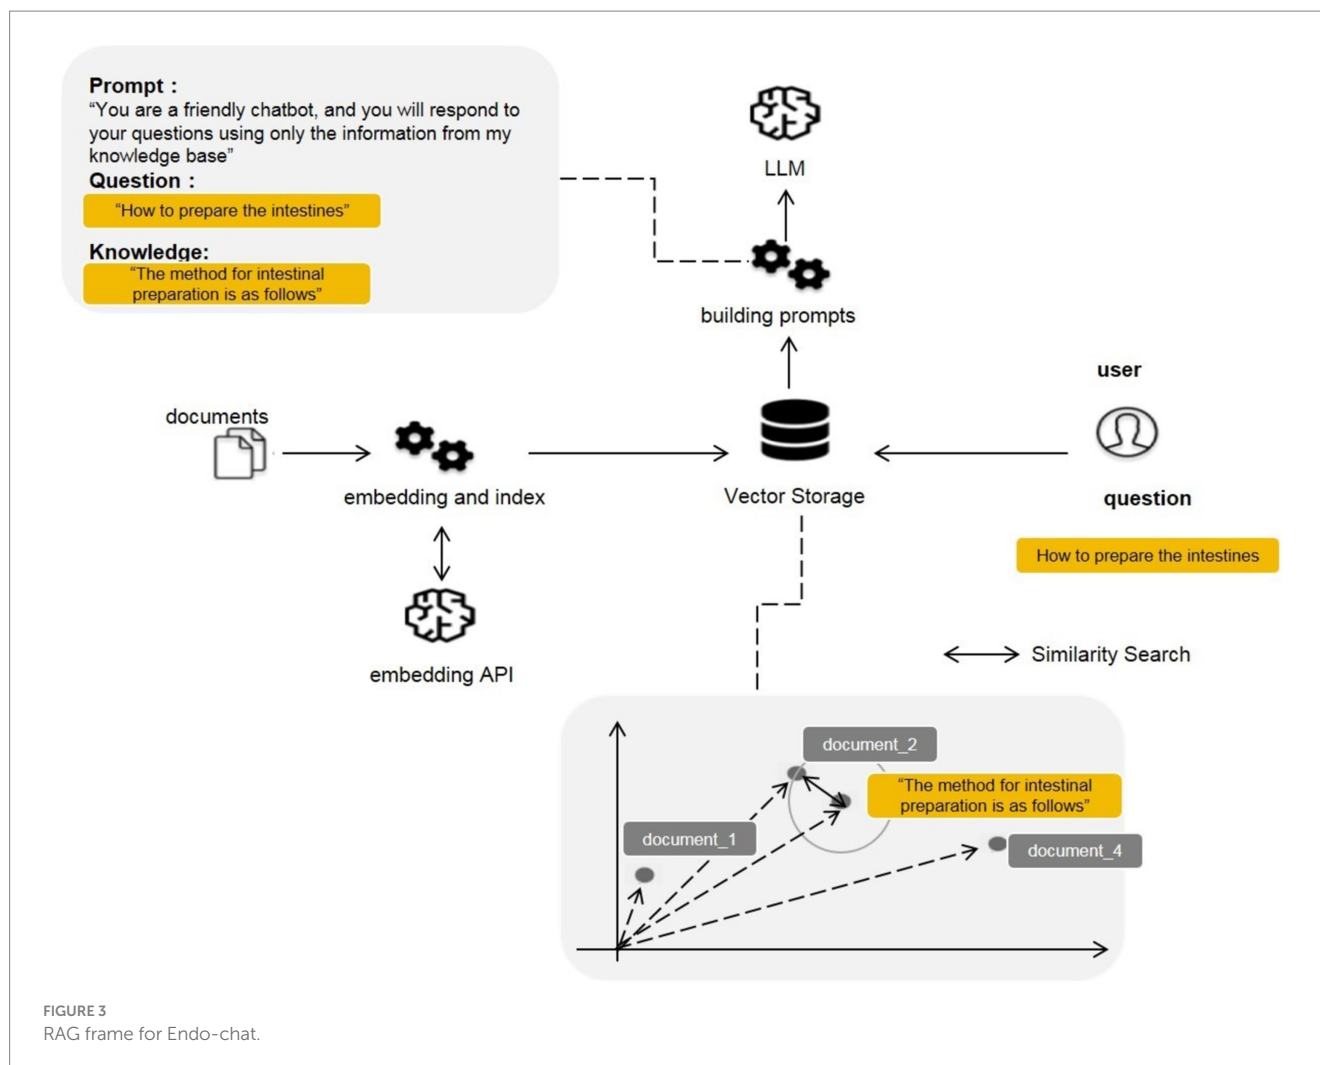 Prompt :
“You are a friendly chatbot, and you will respond to
your questions using only the information from my
knowledge base”
Question :
“How to prepare the intestines”
Knowledge:
“The method for intestinal
preparation is as follows”
LLM
building prompts
documents
embedding and index
embedding API
Vector Storage
user
question
How to prepare the intestines
Similarity Search
document_2
“The method for intestinal
preparation is as follows”
document_1
document_4
FIGURE 3
RAG frame for Endo-chat.